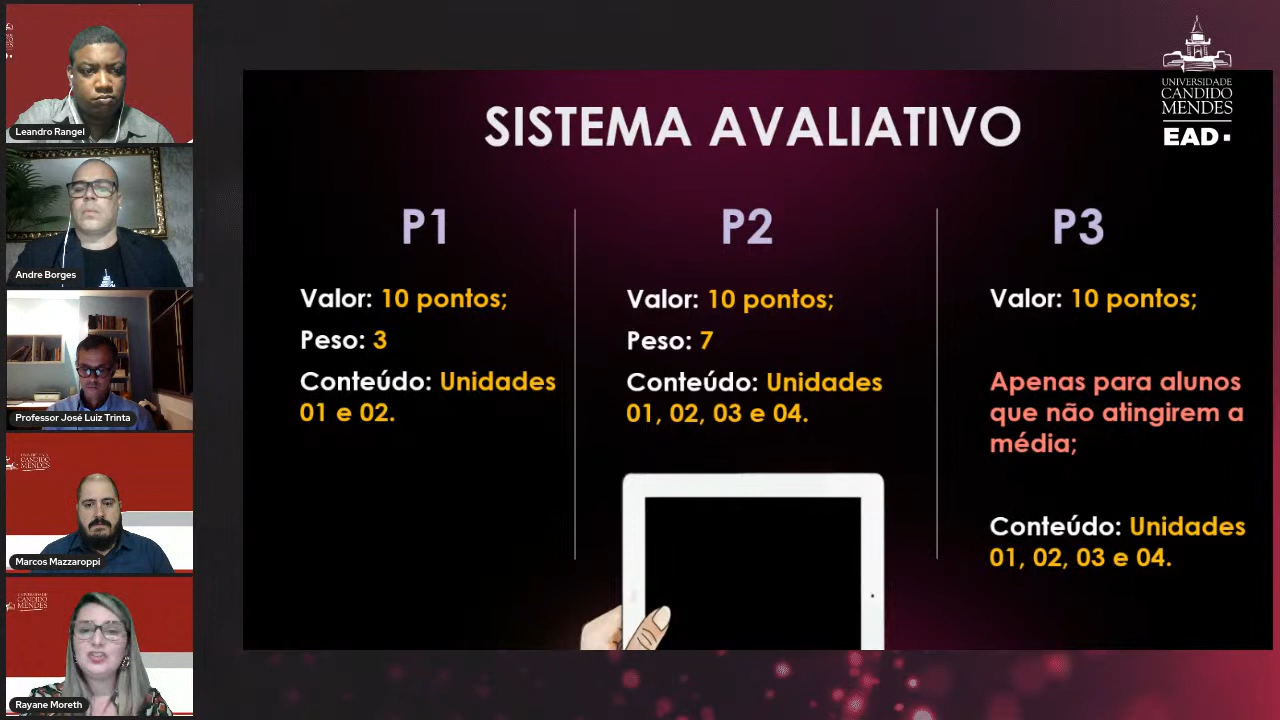 Leandro Rangel
Andre Borges
Professor José Luiz Trinta
Marcos Mazzaroppi
UNIVERSIDADE
CANDIDO
MENDES
Rayane Moreth
UNIVERSIDADE
CANDIDO
MENDES
EAD
SISTEMA AVALIATIVO
P1
Valor: 10 pontos;
Peso: 3
Conteúdo: Unidades
01 e 02.
P2
Valor: 10 pontos;
Peso: 7
Conteúdo: Unidades
01, 02, 03 e 04.
P3
Valor: 10 pontos;
Apenas para alunos
que não atingirem a
média;
Conteúdo: Unidades
01, 02, 03 e 04.